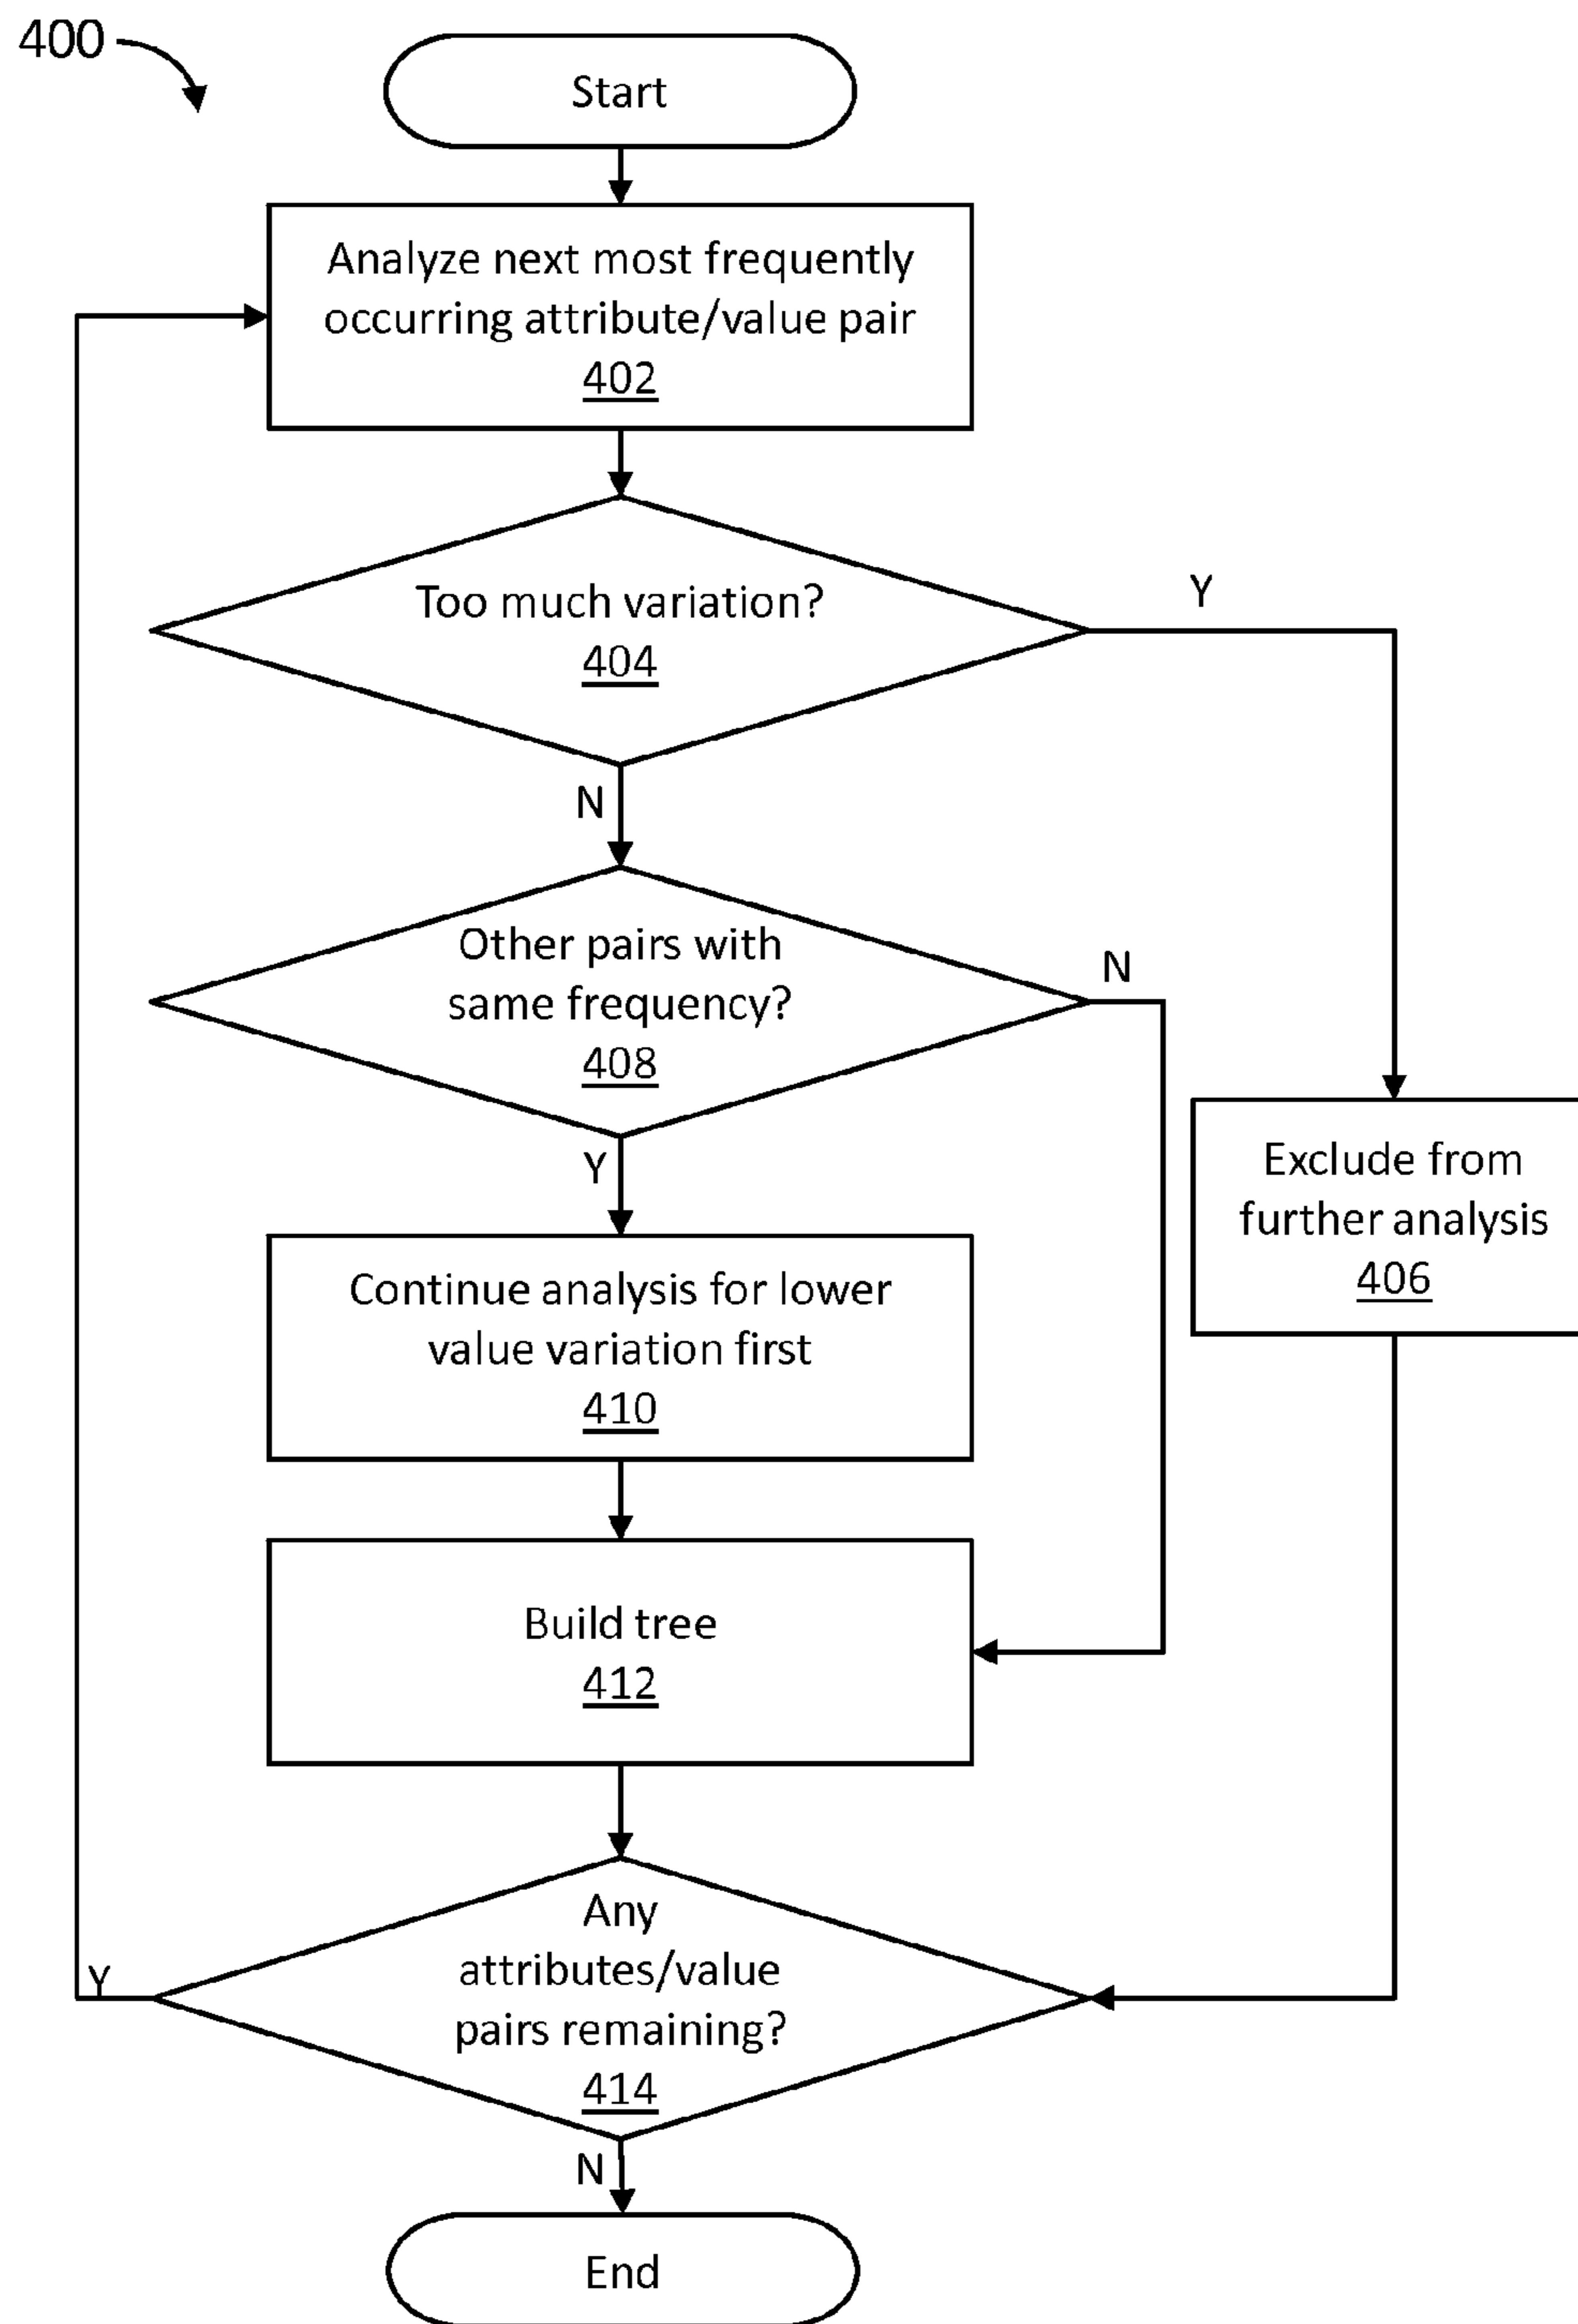 400
Start
Analyze next most frequently
occurring attribute/value pair
402
Too much variation?
404
Y
N
Other pairs with
same frequency?
408
N
Y
Exclude from
further analysis
406
Continue analysis for lower
value variation first
410
Build tree
412
Any
attributes/value
pairs remaining?
414
Y
N
End